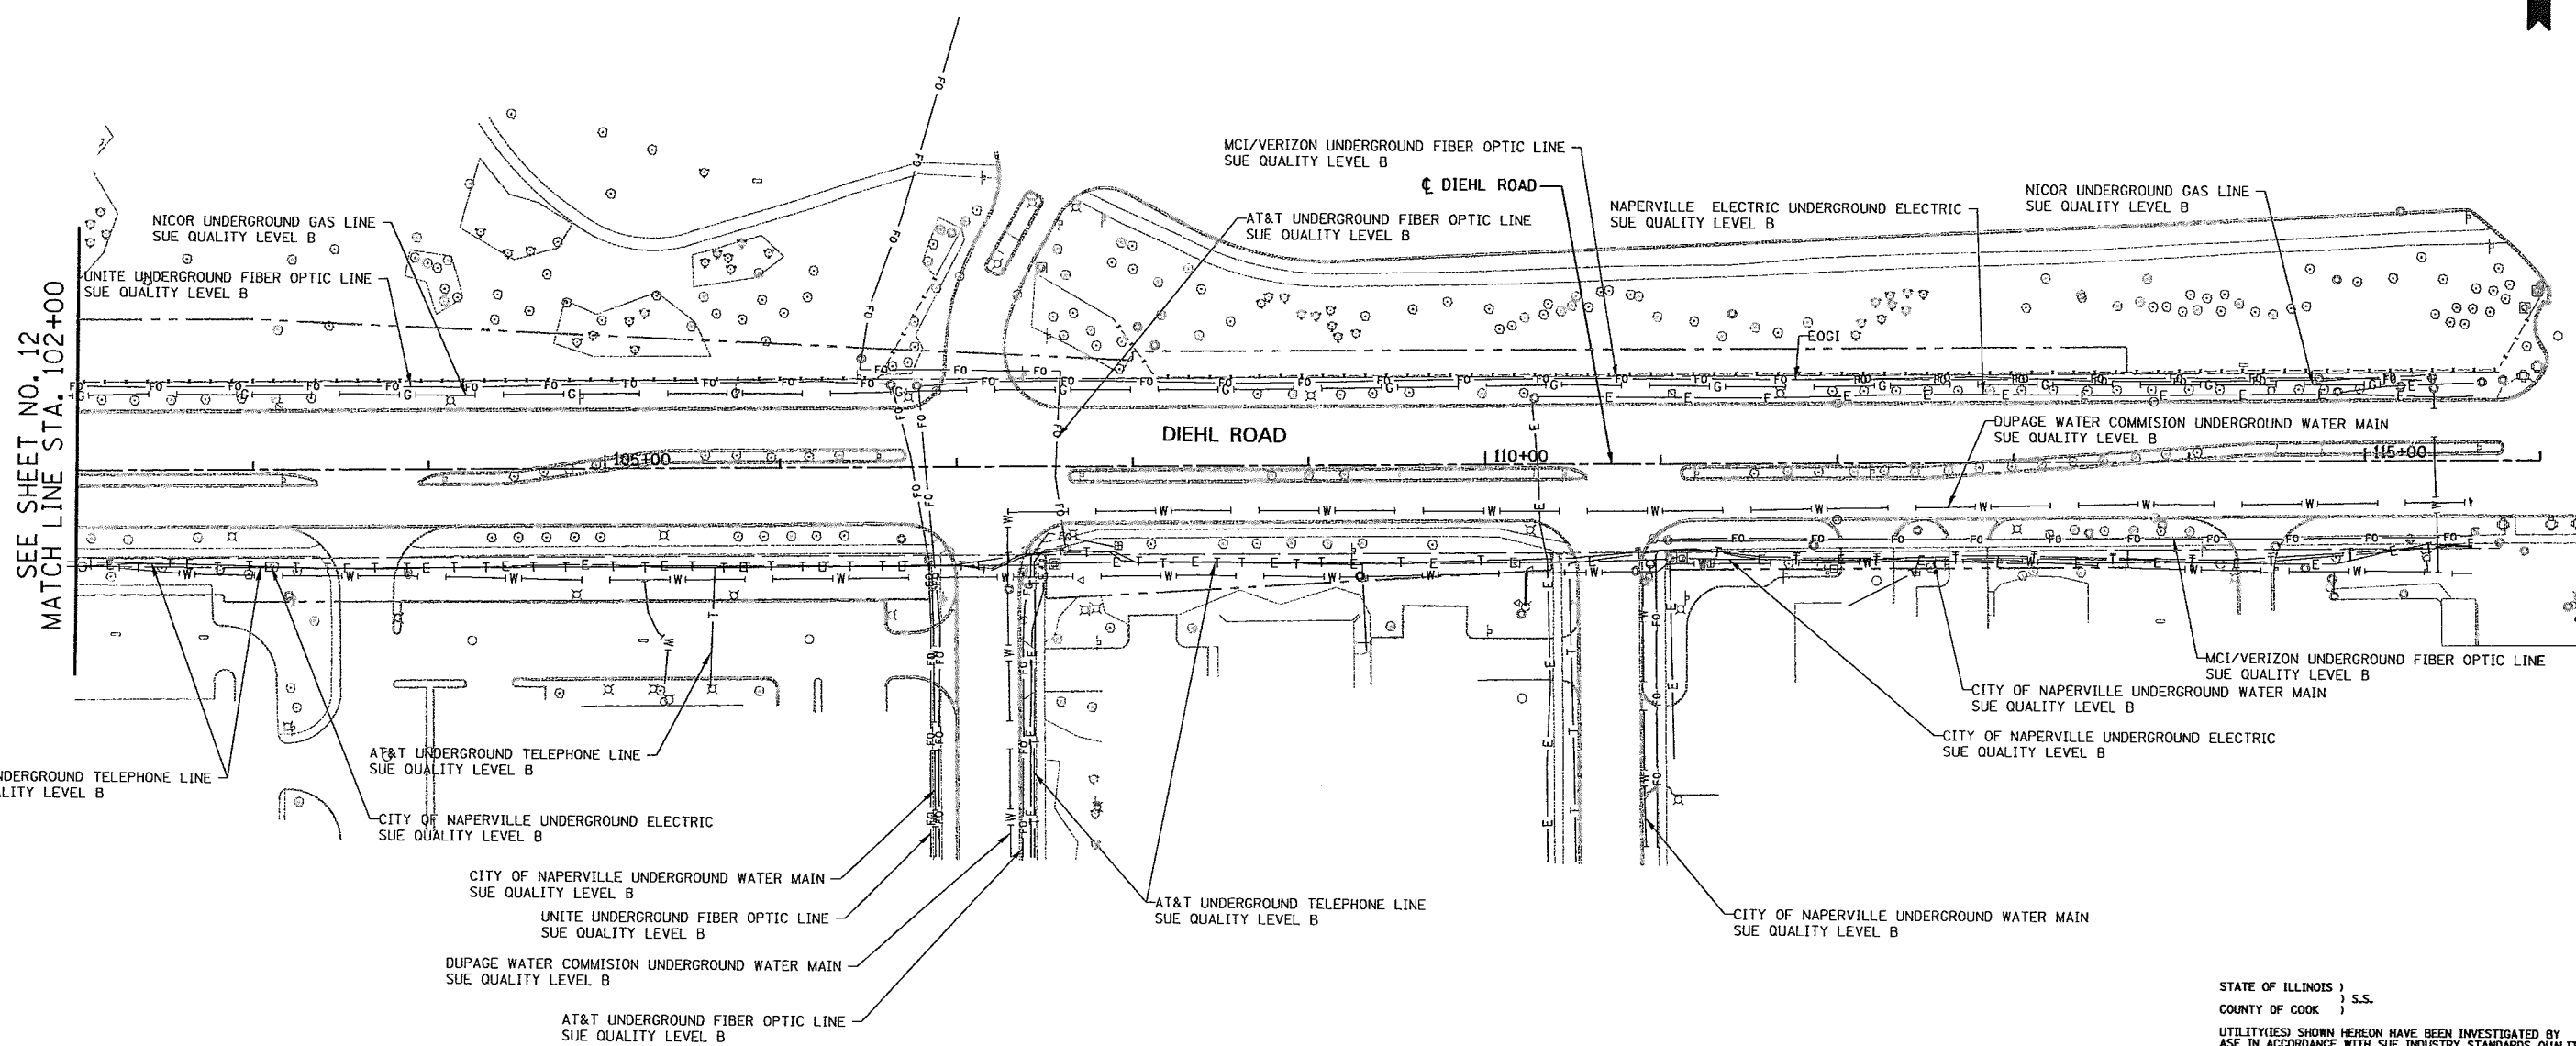 MCI/VERIZON UNDERGROUND FIBER OPTIC LINE
SUE QUALITY LEVEL B
℄ DIEHL ROAD
NICOR UNDERGROUND GAS LINE
SUE QUALITY LEVEL B
AT&T UNDERGROUND FIBER OPTIC LINE
SUE QUALITY LEVEL B
NAPERVILLE ELECTRIC UNDERGROUND ELECTRIC
SUE QUALITY LEVEL B
NICOR UNDERGROUND GAS LINE
SUE QUALITY LEVEL B
UNITE UNDERGROUND FIBER OPTIC LINE
SUE QUALITY LEVEL B
SEE SHEET NO. 12
MATCH LINE STA. 102+00
EOGI
DIEHL ROAD
DUPAGE WATER COMMISION UNDERGROUND WATER MAIN
SUE QUALITY LEVEL B
105+00
110+00
115+00
MCI/VERIZON UNDERGROUND FIBER OPTIC LINE
SUE QUALITY LEVEL B
CITY OF NAPERVILLE UNDERGROUND WATER MAIN
SUE QUALITY LEVEL B
CITY OF NAPERVILLE UNDERGROUND ELECTRIC
SUE QUALITY LEVEL B
AT&T UNDERGROUND TELEPHONE LINE
SUE QUALITY LEVEL B
NDERGROUND TELEPHONE LINE
ALITY LEVEL B
CITY OF NAPERVILLE UNDERGROUND ELECTRIC
SUE QUALITY LEVEL B
CITY OF NAPERVILLE UNDERGROUND WATER MAIN
SUE QUALITY LEVEL B
UNITE UNDERGROUND FIBER OPTIC LINE
SUE QUALITY LEVEL B
AT&T UNDERGROUND TELEPHONE LINE
SUE QUALITY LEVEL B
CITY OF NAPERVILLE UNDERGROUND WATER MAIN
SUE QUALITY LEVEL B
DUPAGE WATER COMMISION UNDERGROUND WATER MAIN
SUE QUALITY LEVEL B
AT&T UNDERGROUND FIBER OPTIC LINE
SUE QUALITY LEVEL B
STATE OF ILLINOIS )
) S.S.
COUNTY OF COOK )
UTILITY(IES) SHOWN HEREON HAVE BEEN INVESTIGATED BY
ASE IN ACCORDANCE WITH SUE INDUSTRY STANDARDS